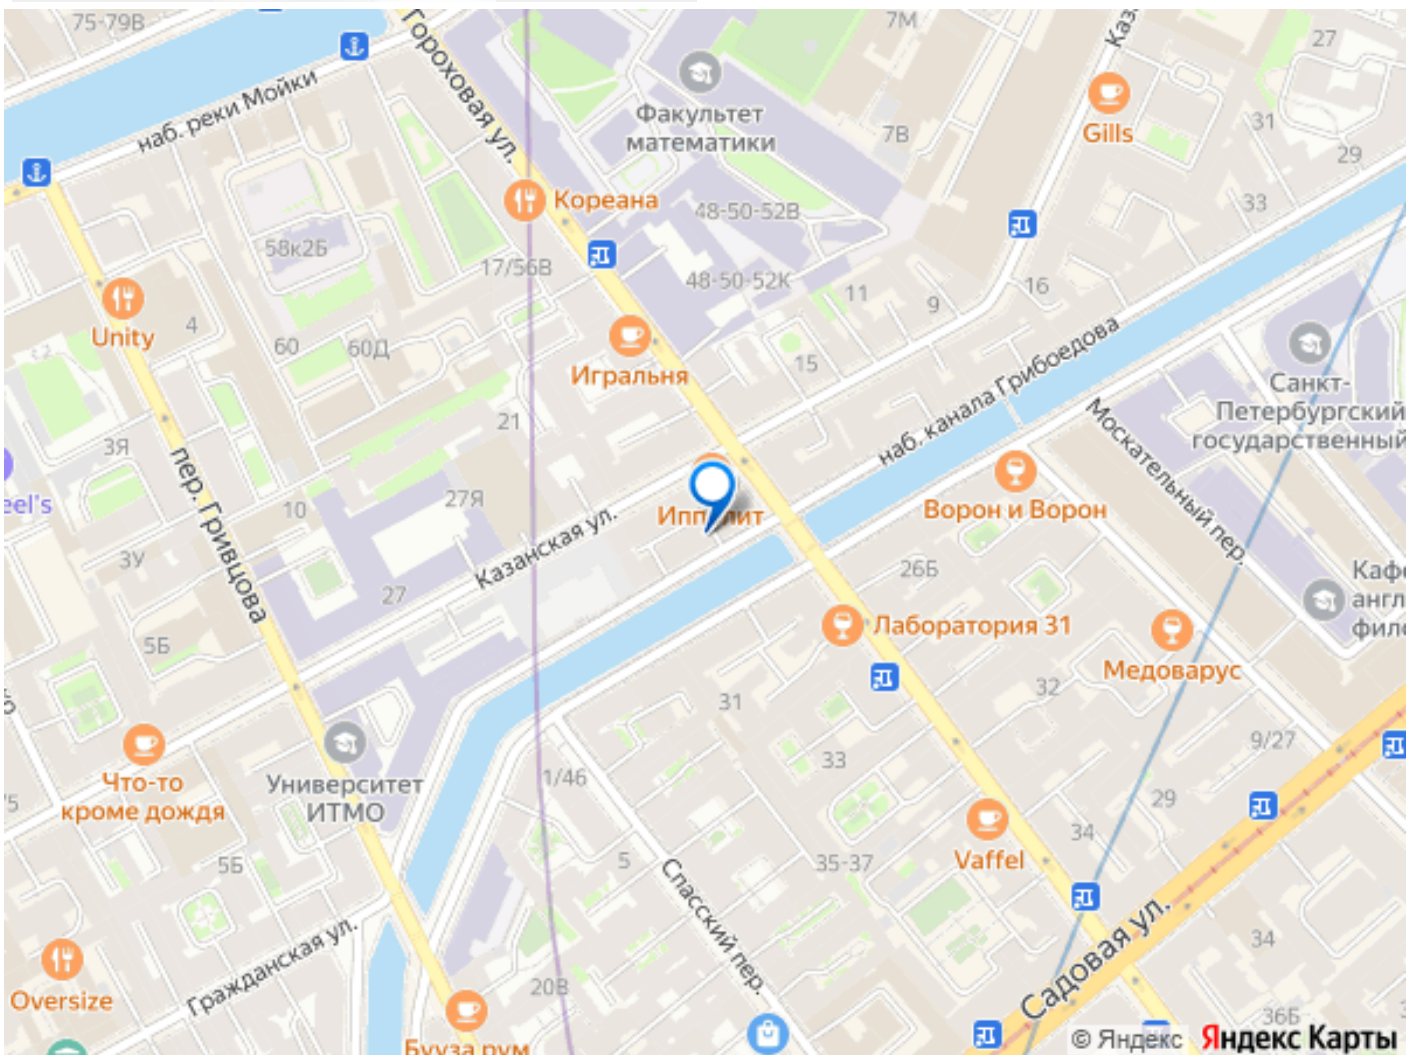 75-79В
7М
Каз
27
Гороховая ул.
наб. реки Мойки
Факультет
математики
7В
Gills
31
29
Кореана
48-50-52В
33
58к2Б
17/56В
48-50-52К
11
9
16
Unity
4
60
60Д
Игральня
15
наб. канала Грибоедова
Санкт-
Петербургский
государственный
21
3Я
пер. Гривцова
eel's
10
27Я
Казанская ул.
Ворон и Ворон
Москательный пер.
3У
27
26Б
Лаборатория 31
5Б
Медоварус
31
32
33
9/27
Что-то
кроме дождя
Университет
ИТМО
1/46
29
34
Vaffel
5Б
5
35-37
Спасский пер.
Садовая ул.
34
Гражданская ул.
Oversize
20В
36Б
Бууза рум
© Яндекс Яндекс Карты